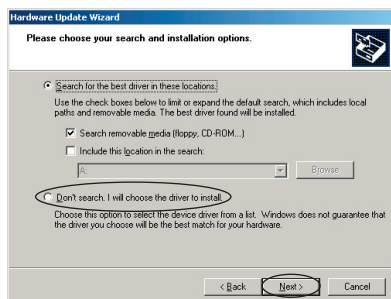 Hardware Update Wizard
Please choose your search and installation options.
Search for the best driver in these locations.
Use the check boxes below to limit or expand the default search, which includes local
paths and removable media. The best driver found will be installed.
Search removable media (floppy, CD-ROM...)
Include this location in the search:
A:
Browse
Don't search. I will choose the driver to install.
Choose this option to select the device driver from a list. Windows does not guarantee that
the driver you choose will be the best match for your hardware.
< Back Next > Cancel